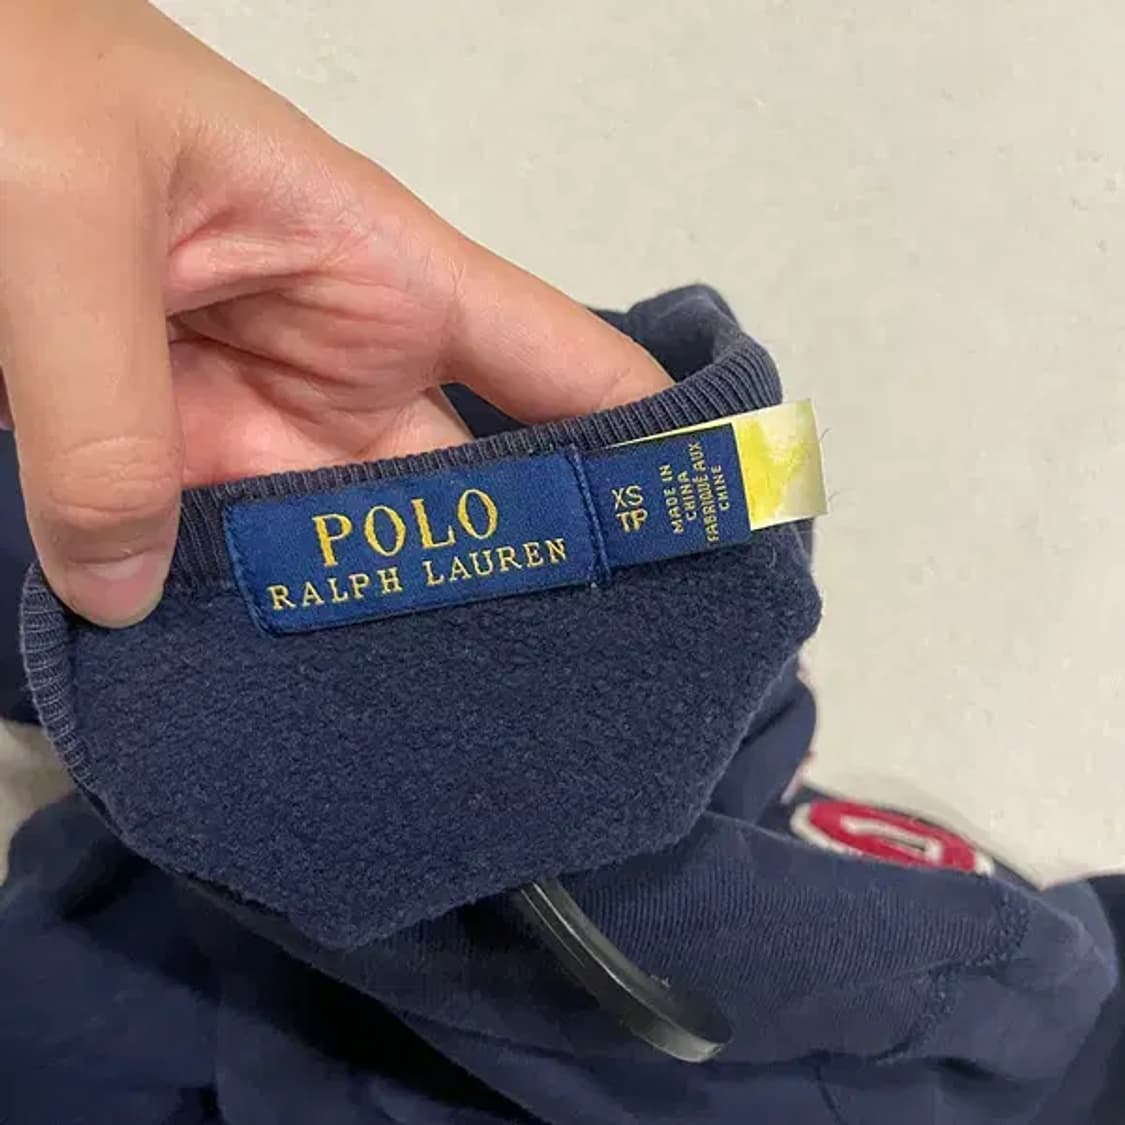 POLO
RALPH LAUREN
XS
TP
MADE IN
CHINA
FABRIQUÉ AUX
CHINE